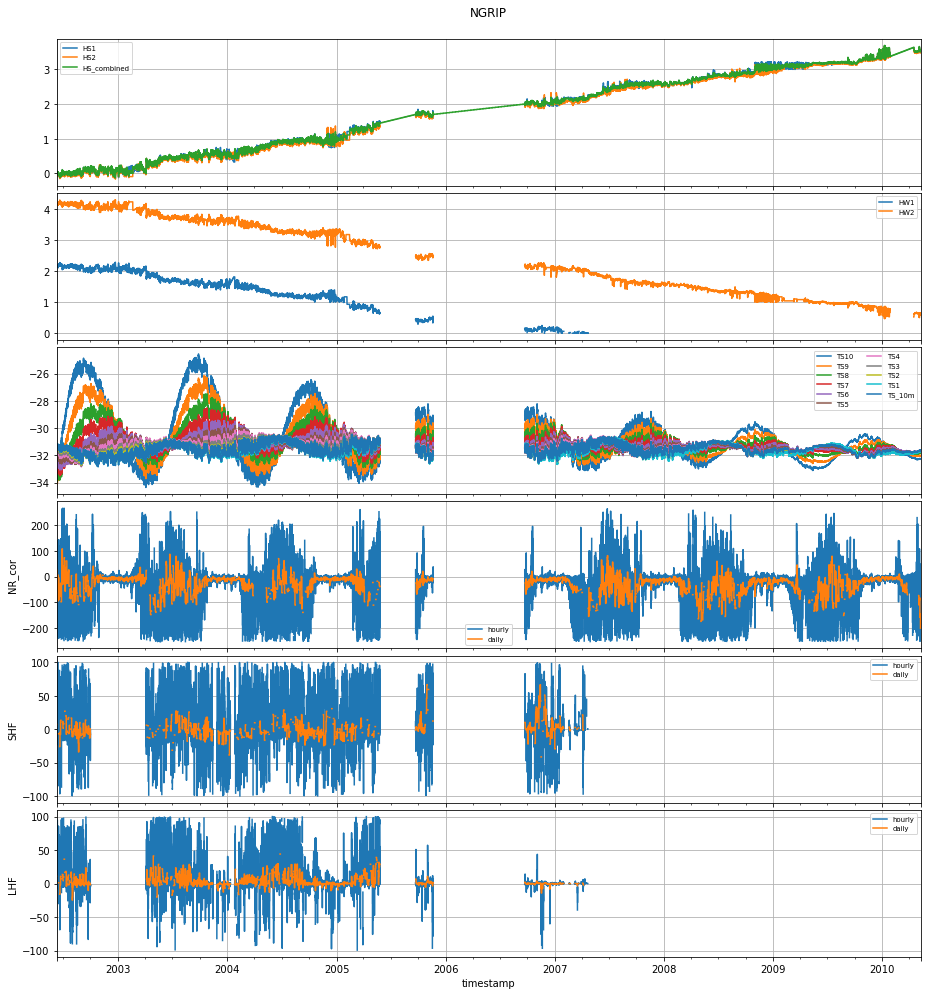 NGRIP
HS1
HS2
HS_combined
3
2
1
0
HW1
HW2
4
3
2
1
0
TS10 TS4
TS9 TS3
TS8 TS2
TS7 TS1
TS6 TS_10m
TS5
−26
−28
−30
−32
−34
NR_cor
200
100
0
−100
−200
hourly
daily
SHF
100
50
0
−50
−100
hourly
daily
LHF
100
50
0
−50
−100
hourly
daily
2003 2004 2005 2006 2007 2008 2009 2010
timestamp